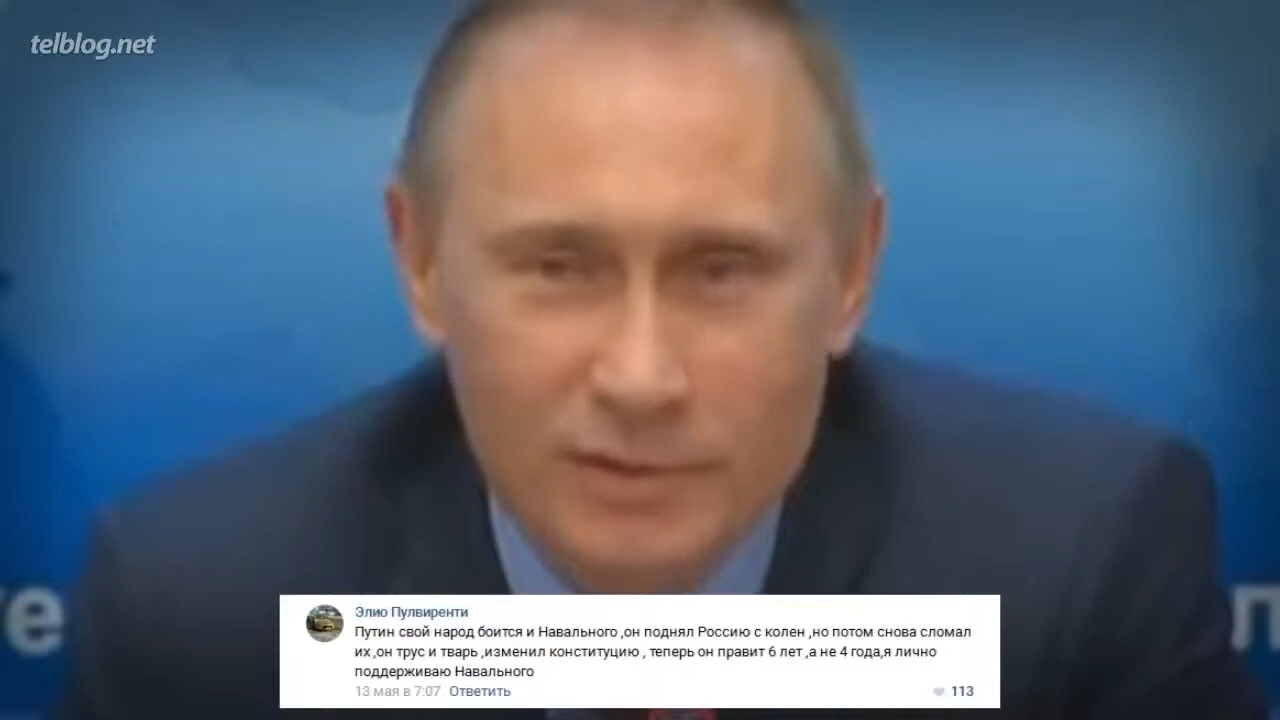 telblog.net
те
л
Элио Пулвиренти
Путин свой народ боится и Навального ,он поднял Россию с колен ,но потом снова сломал
их ,он трус и тварь ,изменил конституцию , теперь он правит 6 лет ,а не 4 года,я лично
поддерживаю Навального
13 мая в 7:07 Ответить
113